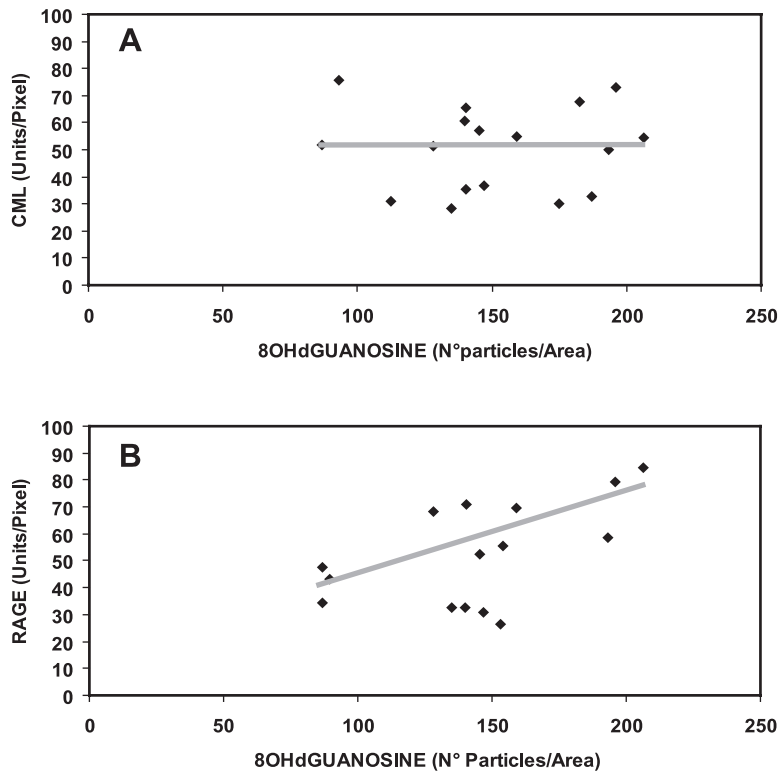 A
100
90
80
70
60
50
40
30
20
10
0
CML (Units/Pixel)
0 50 100 150 200 250
8OHdGUANOSINE (N°particles/Area)
B
100
90
80
70
60
50
40
30
20
10
0
RAGE (Units/Pixel)
0 50 100 150 200 250
8OHdGUANOSINE (N° Particles/Area)